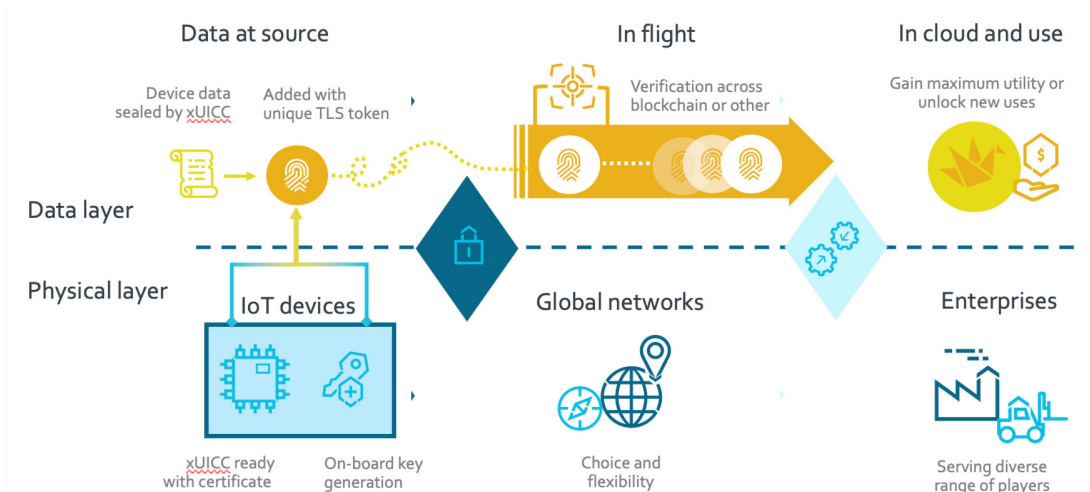 Data at source
In flight
In cloud and use
Device data
sealed by xUICC
Added with
unique TLS token
Verification across
blockchain or other
Gain maximum utility or
unlock new uses
$
Data layer
Physical layer
IoT devices
Global networks
Enterprises
xUICC ready
with certificate
On-board key
generation
Choice and
flexibility
Serving diverse
range of players